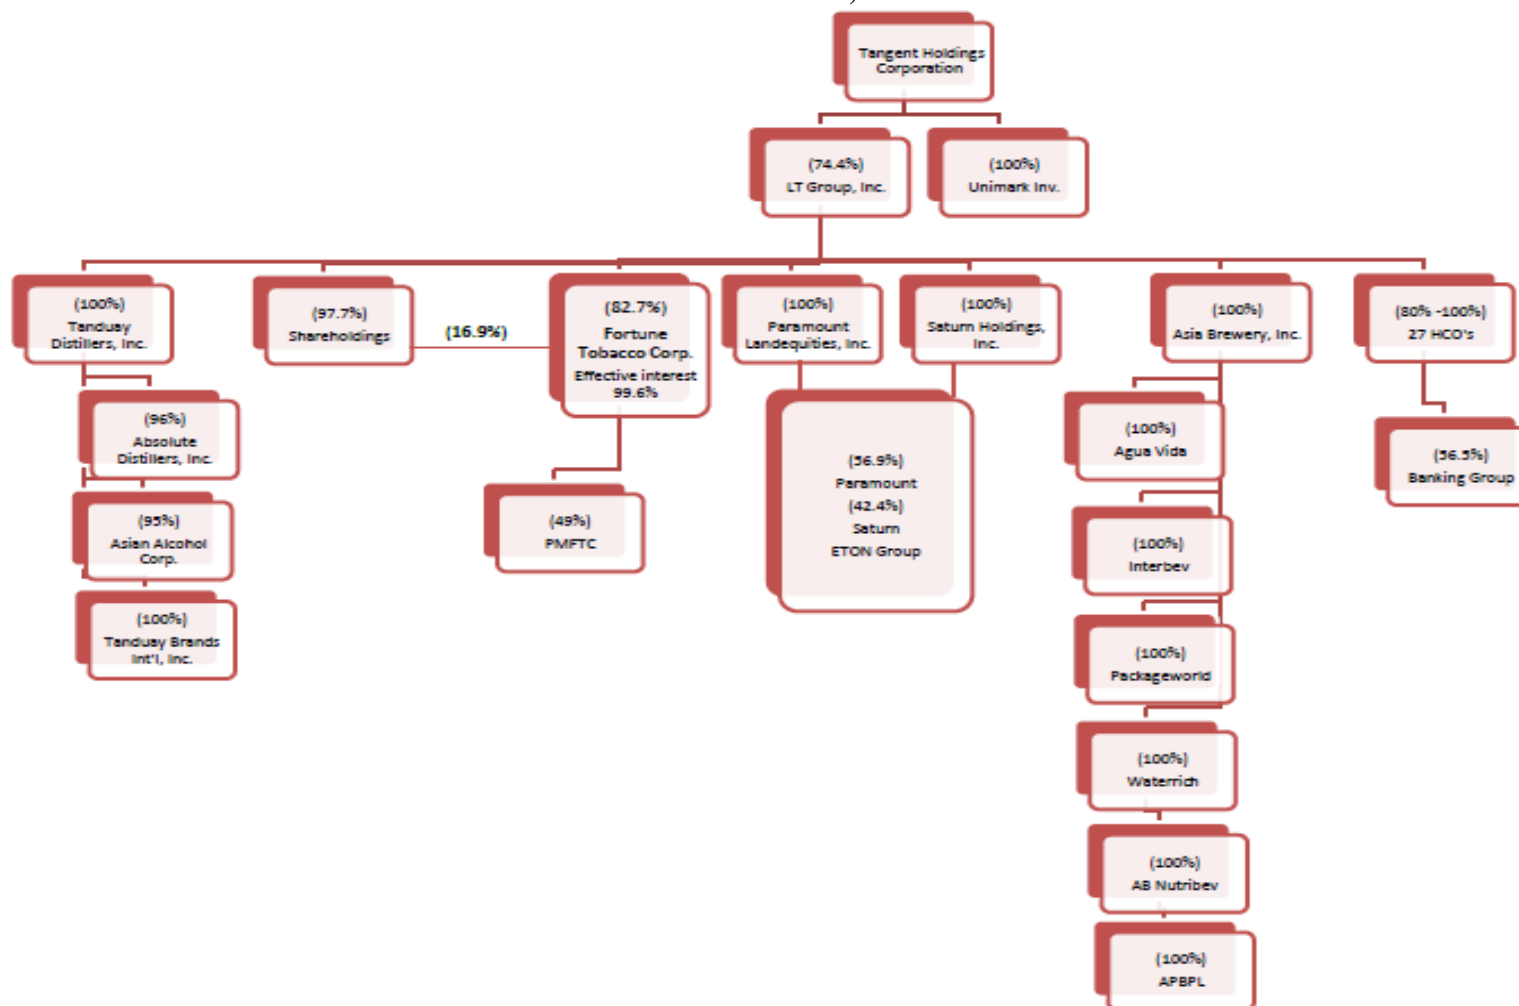 Tangent Holdings
Corporation
(74.4%)
LT Group, Inc.
(100%)
Unimark Inv.
(100%)
Tanduay
Distillers, Inc.
(97.7%)
Shareholdings
(16.9%)
(82.7%)
Fortune
Tobacco Corp.
Effective interest
99.6%
(100%)
Paramount
Landequities, Inc.
(100%)
Saturn Holdings,
Inc.
(100%)
Asia Brewery, Inc.
(80% -100%)
27 HCO's
(96%)
Absolute
Distillers, Inc.
(95%)
Asian Alcohol
Corp.
(100%)
Tanduay Brands
Int'l, Inc.
(49%)
PMFTC
(56.9%)
Paramount
(42.4%)
Saturn
ETON Group
(100%)
Agua Vida
(100%)
Interbev
(100%)
Packageworld
(100%)
Waterrich
(100%)
AB Nutribev
(100%)
APBPL
(56.5%)
Banking Group